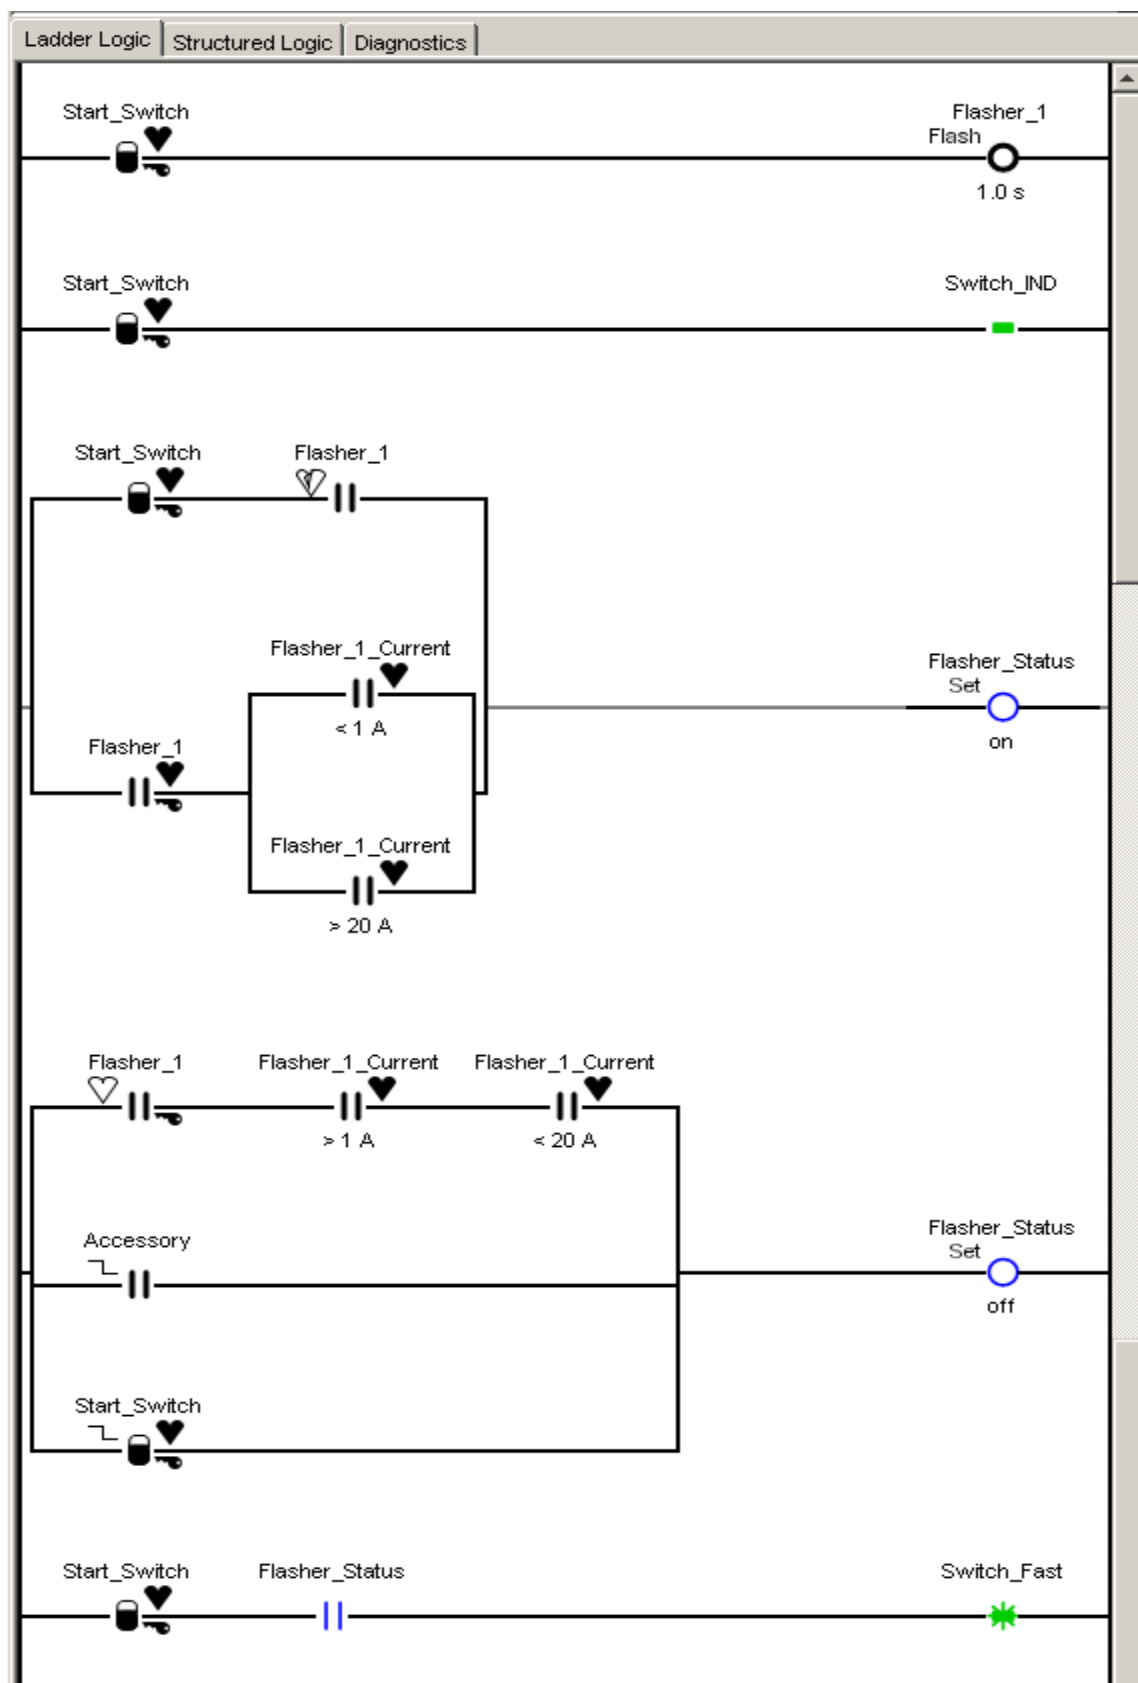 Ladder Logic Structured Logic Diagnostics
Start_Switch Flasher_1
Flash
1.0 s
Start_Switch Switch_IND
Start_Switch Flasher_1
Flasher_1_Current
Flasher_Status
Set
< 1 A
on
Flasher_1
Flasher_1_Current
> 20 A
Flasher_1 Flasher_1_Current Flasher_1_Current
> 1 A < 20 A
Flasher_Status
Accessory
Set
off
Start_Switch
Start_Switch Flasher_Status Switch_Fast